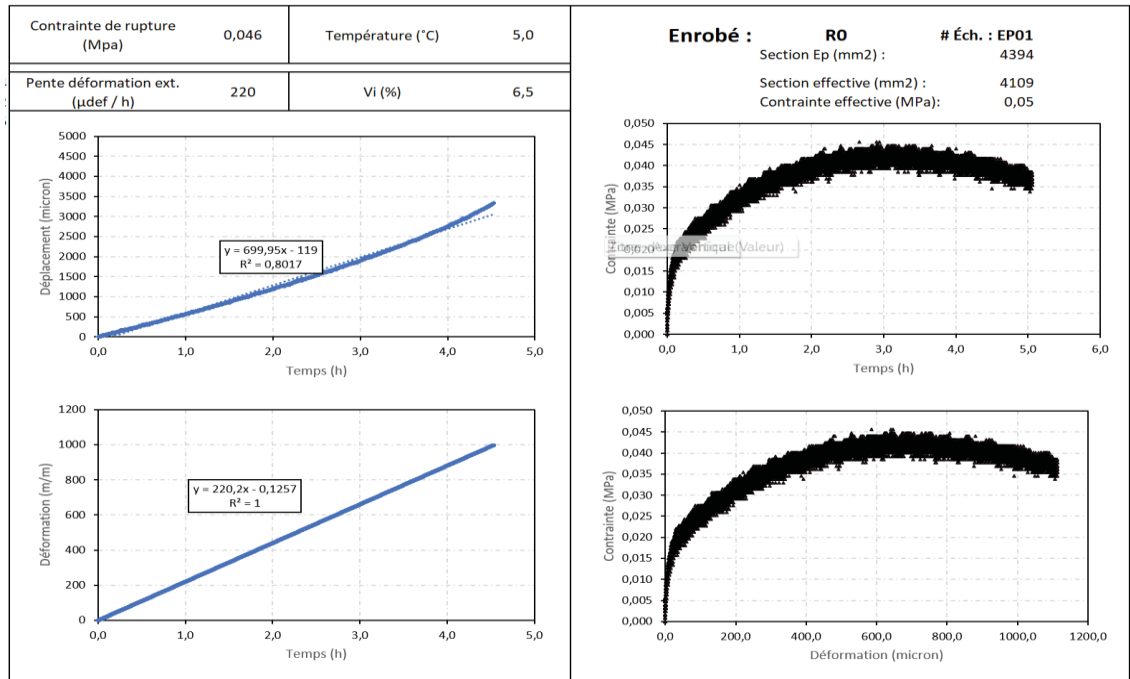 Contrainte de rupture (Mpa) 0,046 Température (°C) 5,0
Pente déformation ext. (µdef / h) 220 Vi (%) 6,5
Enrobé : R0 # Éch. : EP01
Section Ep (mm2) : 4394
Section effective (mm2) : 4109
Contrainte effective (MPa): 0,05
Déplacement (micron)
5000
4500
4000
3500
3000
2500
2000
1500
1000
500
0
y = 699,95x - 119
R² = 0,8017
0,0 1,0 2,0 3,0 4,0 5,0
Temps (h)
Contrainte (MPa)
0,050
0,045
0,040
0,035
0,030
0,025
0,020
0,015
0,010
0,005
0,000
0,0 1,0 2,0 3,0 4,0 5,0 6,0
Temps (h)
Déformation (m/m)
1200
1000
800
600
400
200
0
y = 220,2x - 0,1257
R² = 1
0,0 1,0 2,0 3,0 4,0 5,0
Temps (h)
Contrainte (MPa)
0,050
0,045
0,040
0,035
0,030
0,025
0,020
0,015
0,010
0,005
0,000
0,0 200,0 400,0 600,0 800,0 1000,0 1200,0
Déformation (micron)